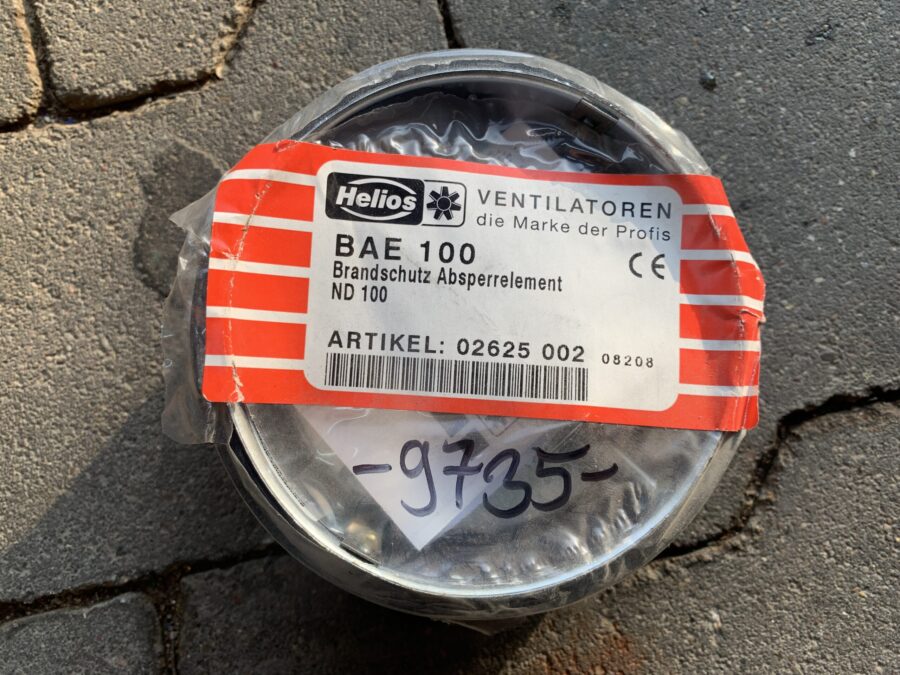 Helios
VENTILATOREN
die Marke der Profis
BAE 100
CE
Brandschutz Absperrelement
ND 100
ARTIKEL: 02625 002 08208
-9735-